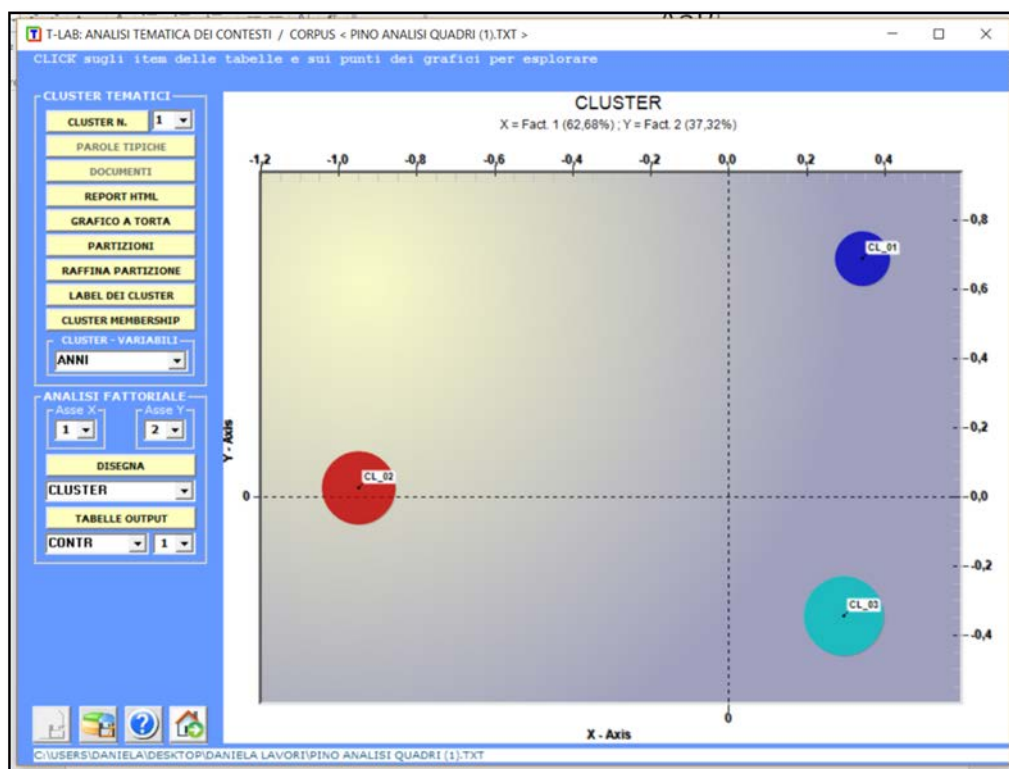 T-LAB: ANALISI TEMATICA DEI CONTESTI / CORPUS < PINO ANALISI QUADRI (1).TXT >
CLICK sugli item delle tabelle e sui punti dei grafici per esplorare
CLUSTER TEMATICI
CLUSTER N. 1
PAROLE TIPICHE
DOCUMENTI
REPORT HTML
GRAFICO A TORTA
PARTIZIONI
RAFFINA PARTIZIONE
LABEL DEI CLUSTER
CLUSTER MEMBERSHIP
CLUSTER - VARIABILI
ANNI
ANALISI FATTORIALE
Asse X Asse Y
1 2
DISEGNA
CLUSTER
TABELLE OUTPUT
CONTR 1
CLUSTER
X = Fact. 1 (62,68%) ; Y = Fact. 2 (37,32%)
-1,2 -1,0 -0,8 -0,6 -0,4 -0,2 0,0 0,2 0,4
0,8
CL_01
0,6
0,4
0,2
Y - Axis
CL_02
0 0,0
-0,2
CL_03
-0,4
0
X - Axis
C:\USERS\DANIELA\DESKTOP\DANIELA LAVORI\PINO ANALISI QUADRI (1).TXT